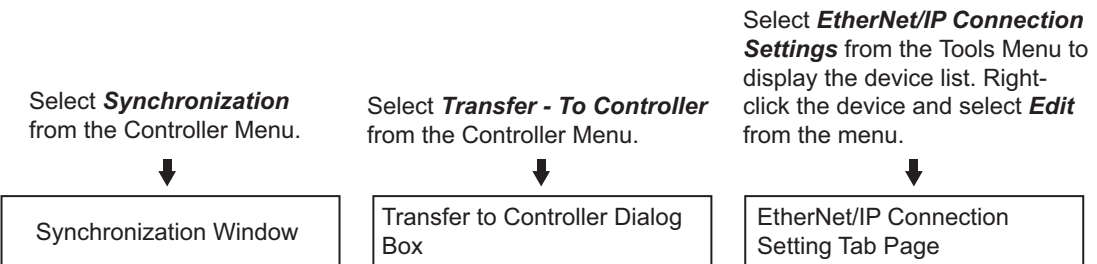 Select Synchronization
from the Controller Menu.
Synchronization Window
Select Transfer - To Controller
from the Controller Menu.
Transfer to Controller Dialog
Box
Select EtherNet/IP Connection
Settings from the Tools Menu to
display the device list. Right-
click the device and select Edit
from the menu.
EtherNet/IP Connection
Setting Tab Page